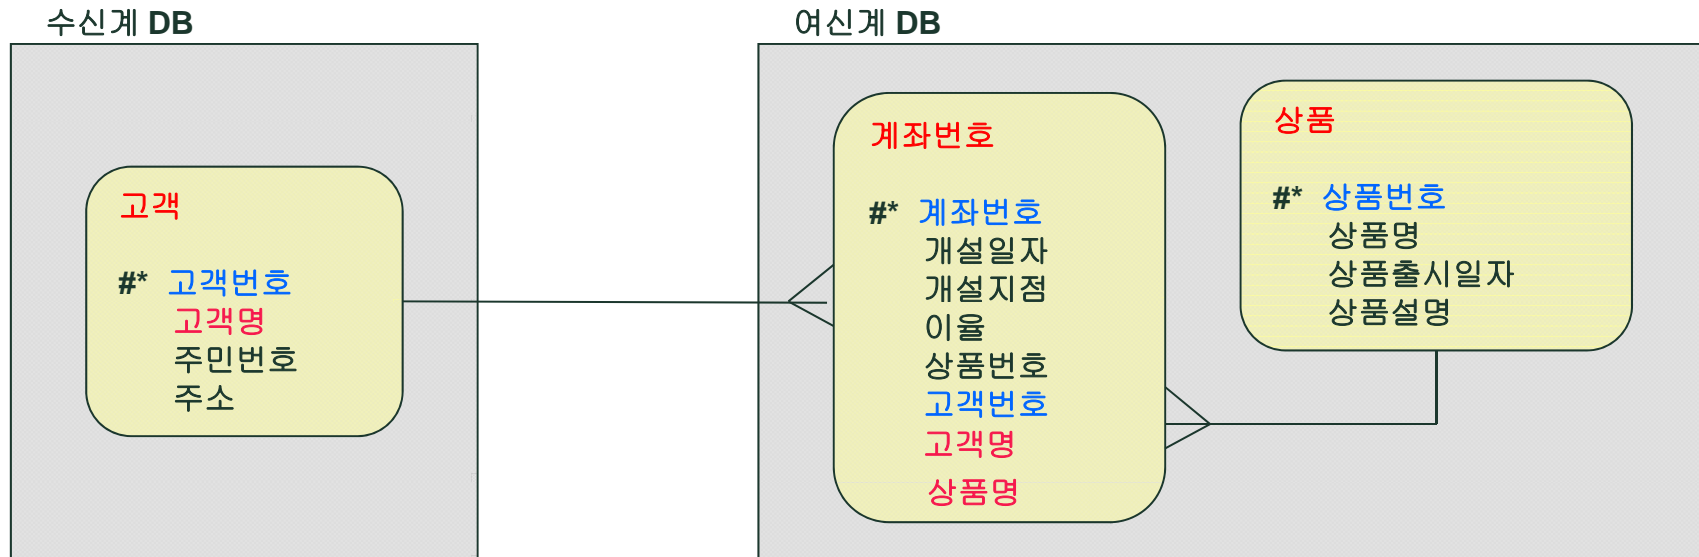 수신계 DB
고객
#* 고객번호
고객명
주민번호
주소
여신계 DB
계좌번호
#* 계좌번호
개설일자
개설지점
이율
상품번호
고객번호
고객명
상품명
상품
#* 상품번호
상품명
상품출시일자
상품설명